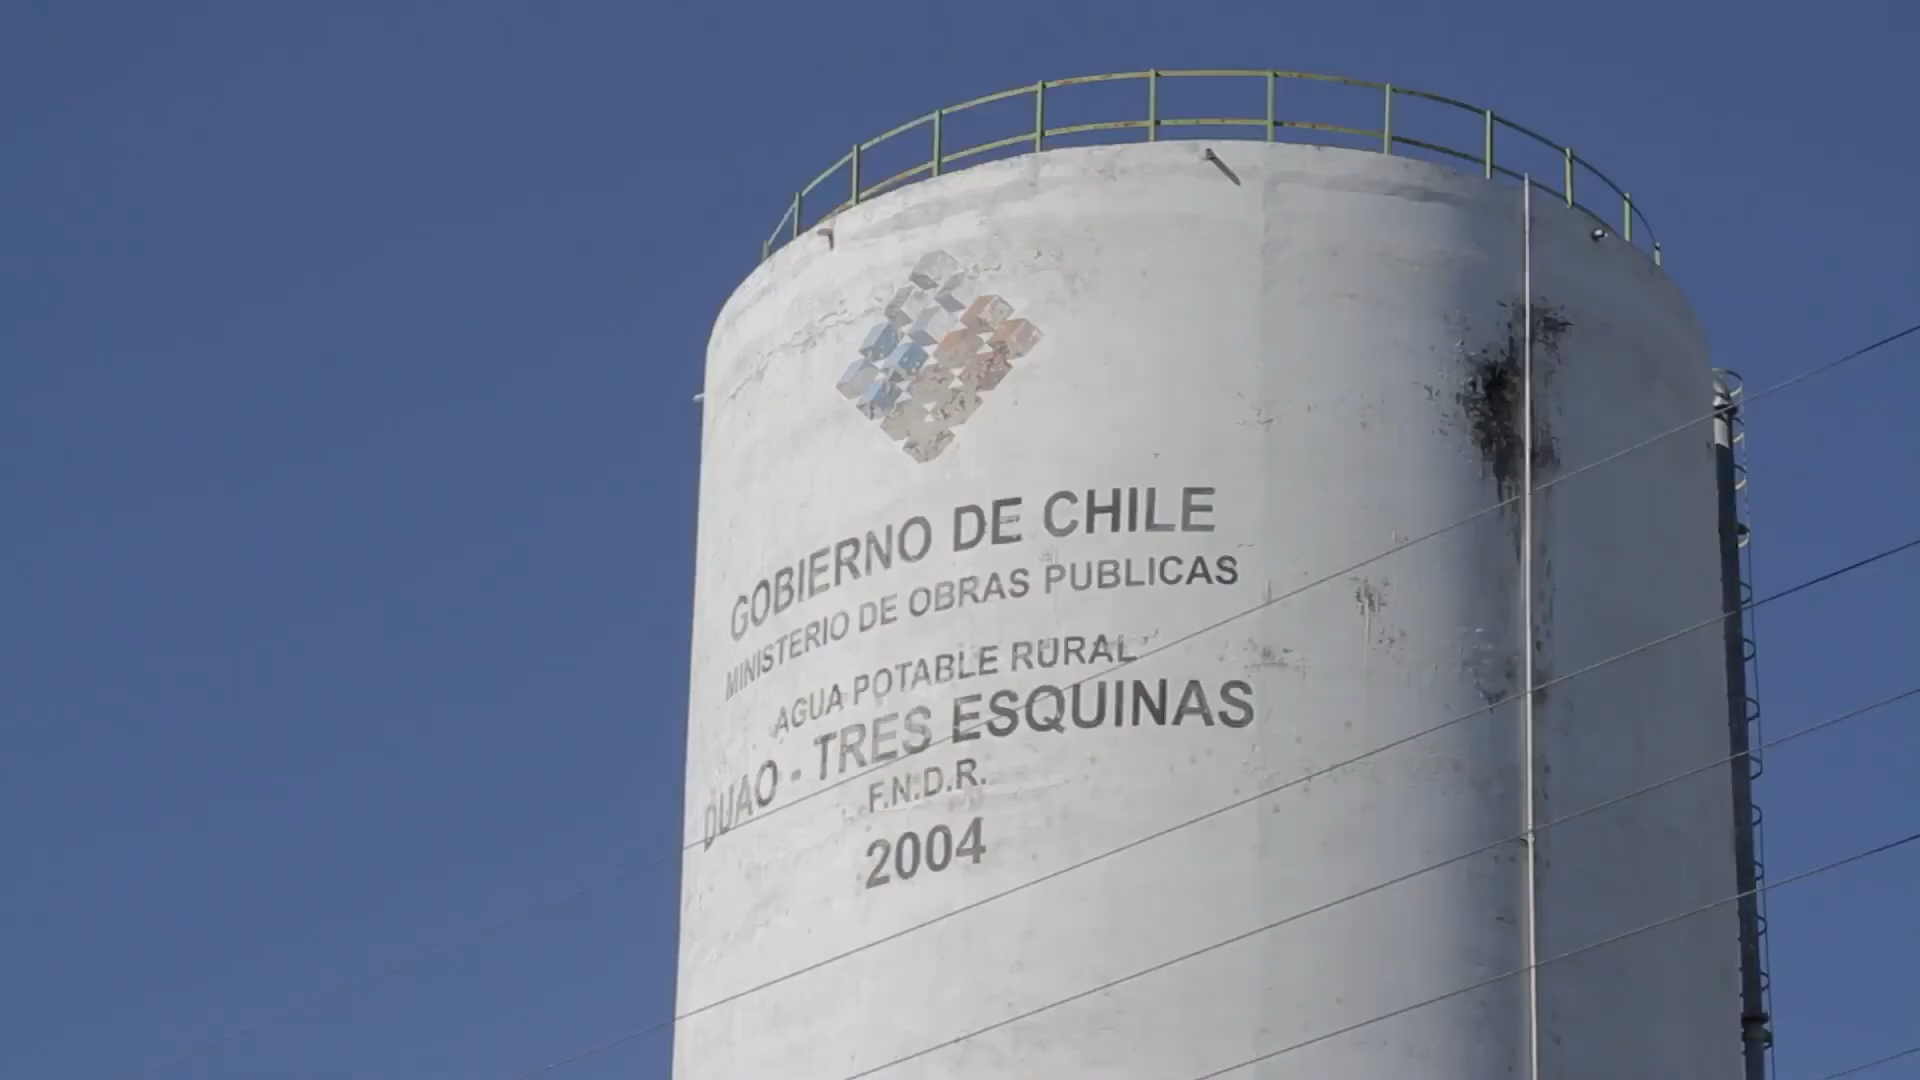 GOBIERNO DE CHILE
MINISTERIO DE OBRAS PUBLICAS
AGUA POTABLE RURAL
DUAO - TRES ESQUINAS
F.N.D.R.
2004